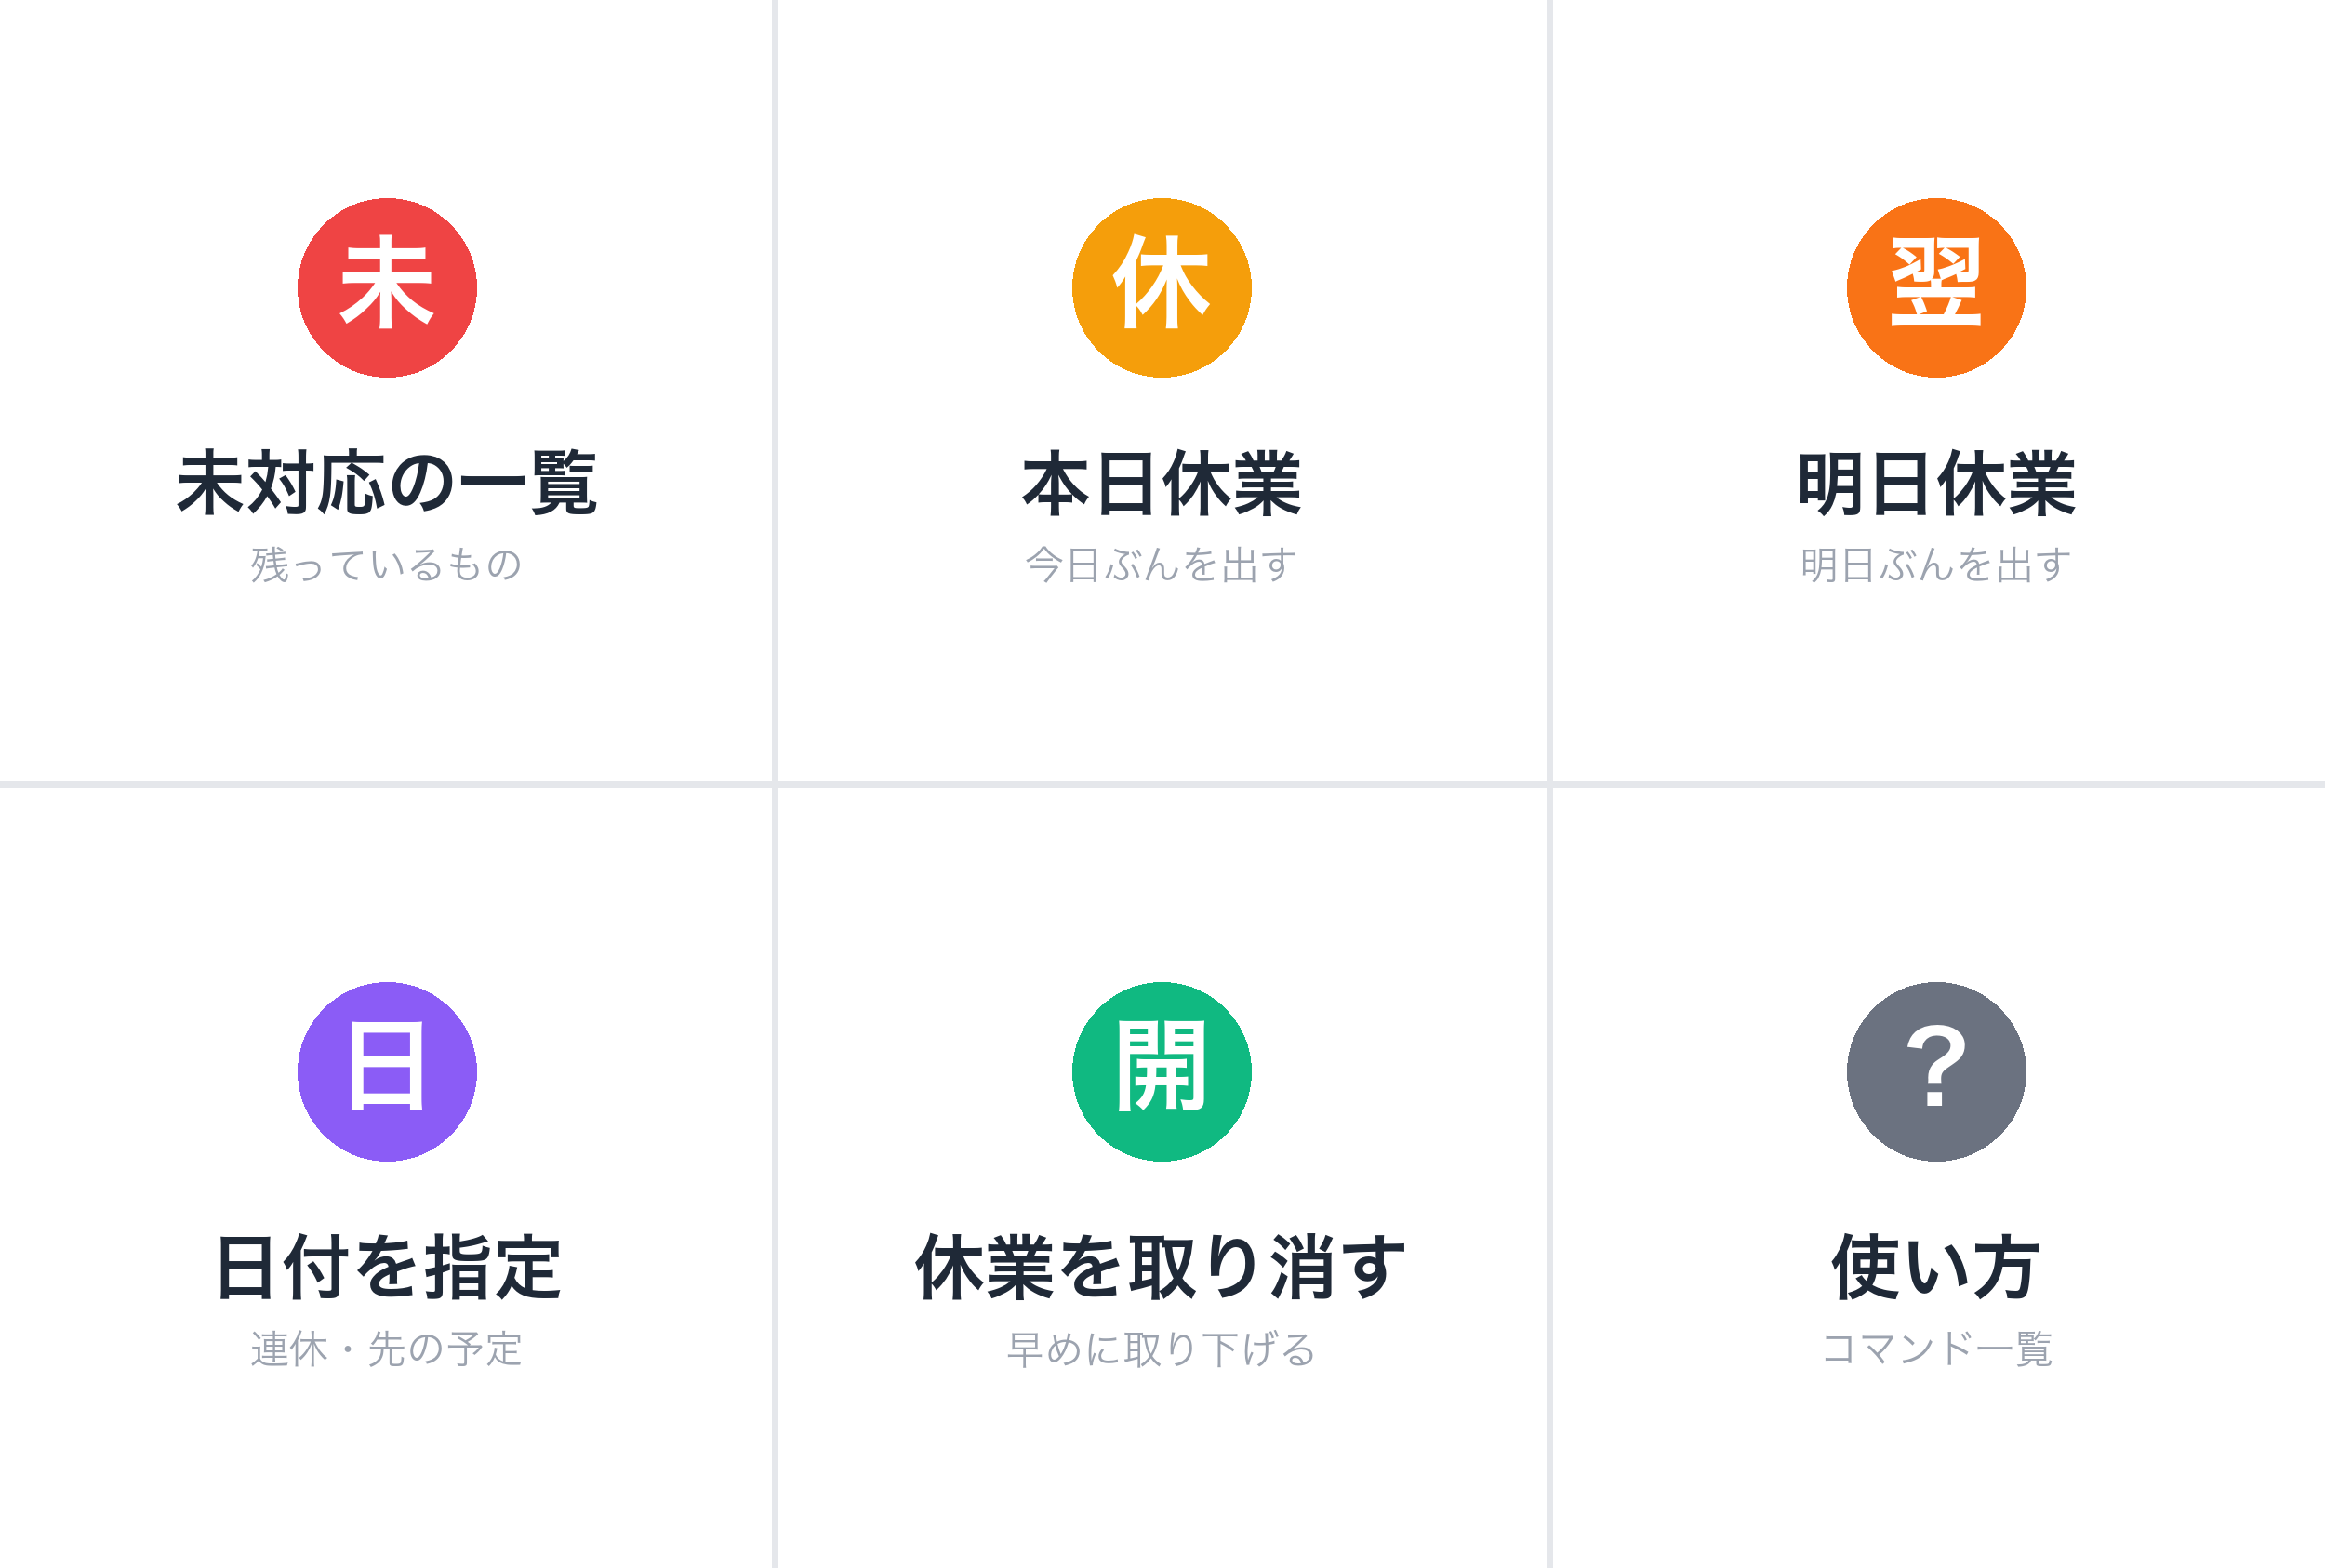 未
未対応の一覧
残っているもの
休
本日休業
今日ぶんを出す
翌
明日休業
明日ぶんを出す
日
日付を指定
連休・先の予定
開
休業を取り消す
早めに取り下げる
?
使い方
コマンド一覧